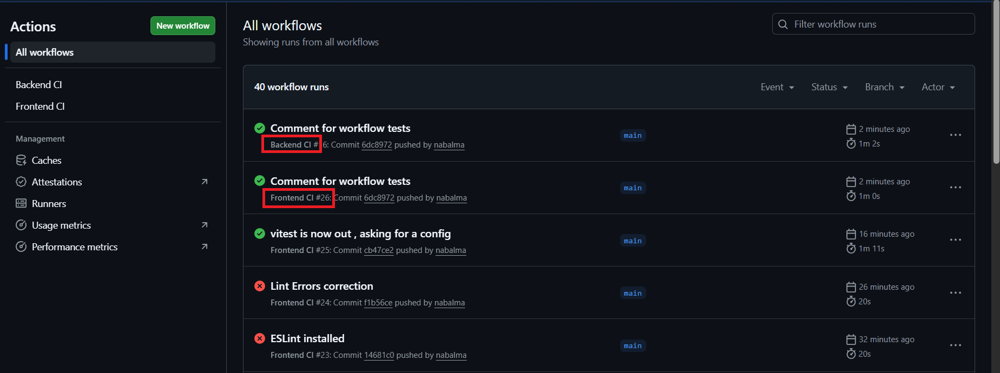 Actions
New workflow
All workflows
Backend CI
Frontend CI
Management
Caches
Attestations
Runners
Usage metrics
Performance metrics
All workflows
Showing runs from all workflows
Filter workflow runs
40 workflow runs
Event Status Branch Actor
Comment for workflow tests
Backend CI # 6: Commit 6dc8972 pushed by nabalma
main
2 minutes ago
1m 2s
Comment for workflow tests
Frontend CI #26: Commit 6dc8972 pushed by nabalma
main
2 minutes ago
1m 0s
vitest is now out , asking for a config
Frontend CI #25: Commit cb47ce2 pushed by nabalma
main
16 minutes ago
1m 11s
Lint Errors correction
Frontend CI #24: Commit f1b56ce pushed by nabalma
main
26 minutes ago
20s
ESLint installed
Frontend CI #23: Commit 14681c0 pushed by nabalma
main
32 minutes ago
20s